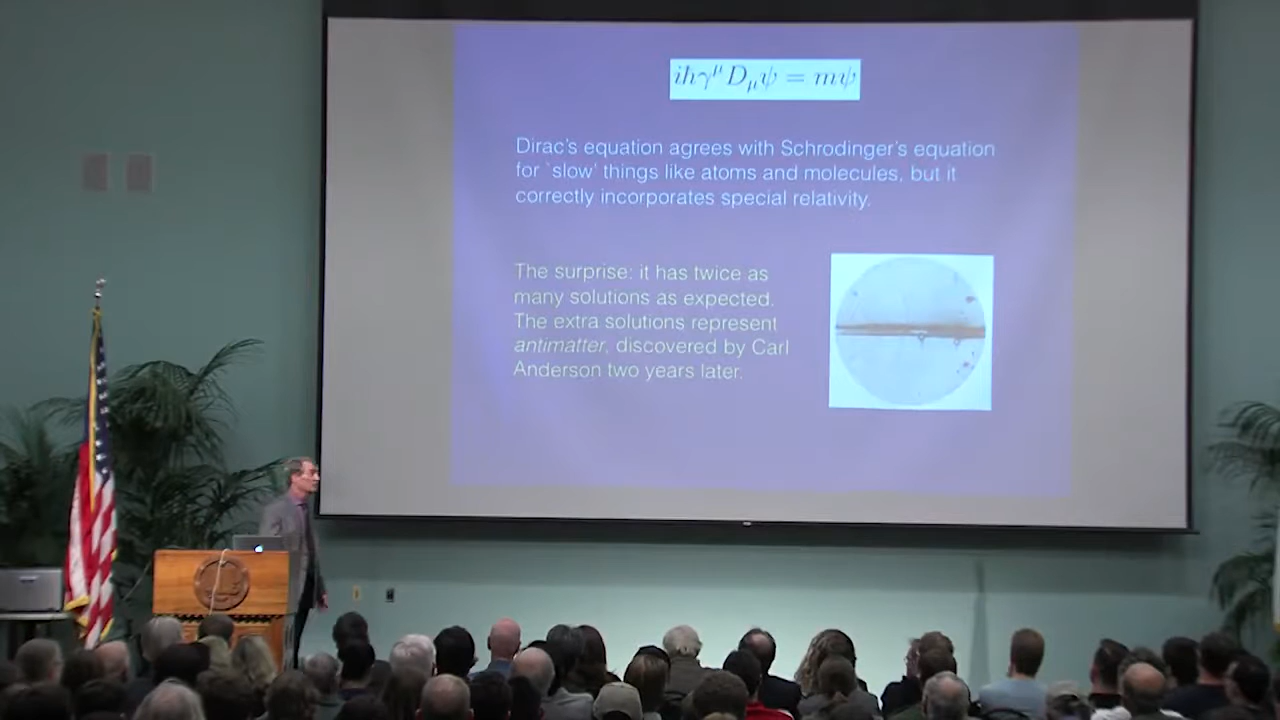 iħγ^μ D_μ ψ = mψ
Dirac's equation agrees with Schrodinger's equation
for `slow' things like atoms and molecules, but it
correctly incorporates special relativity.
The surprise: it has twice as
many solutions as expected.
The extra solutions represent
antimatter, discovered by Carl
Anderson two years later.